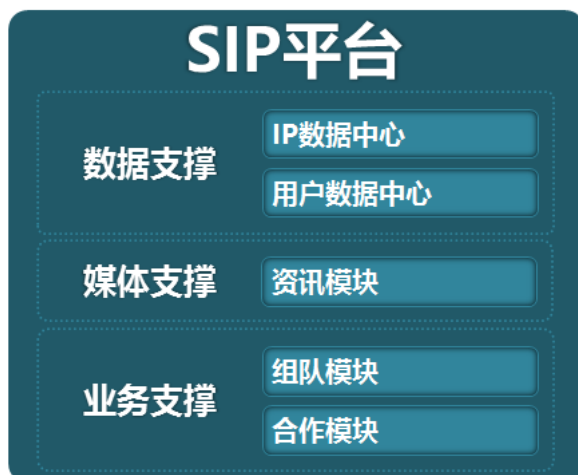 SIP平台
数据支撑
IP数据中心
用户数据中心
媒体支撑
资讯模块
业务支撑
组队模块
合作模块